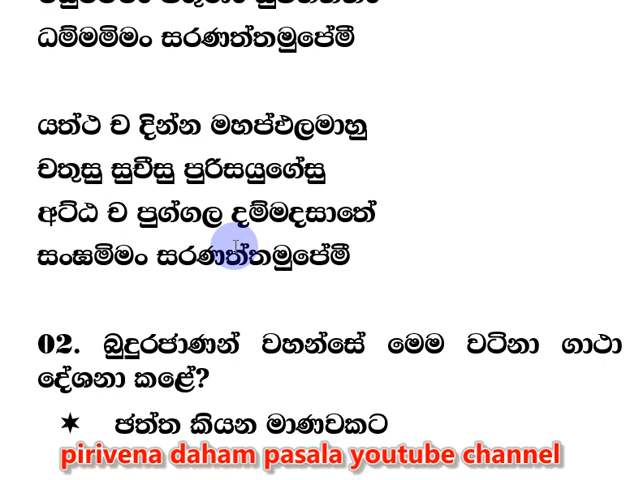 ධම්මමිමං සරණත්තමුපේමී
යත්ථ ච දින්න මහප්ඵලමාහු
චතුසු සුචීසු පුරිසයුගේසු
අට්ඨ ච පුග්ගල දම්මදසාතේ
සංඝමිමං සරණත්තමුපේමී
02. බුදුරජාණන් වහන්සේ මෙම වටිනා ගාථා
දේශනා කළේ?
✶ ඡත්ත කියන මාණවකට
pirivena daham pasala youtube channel